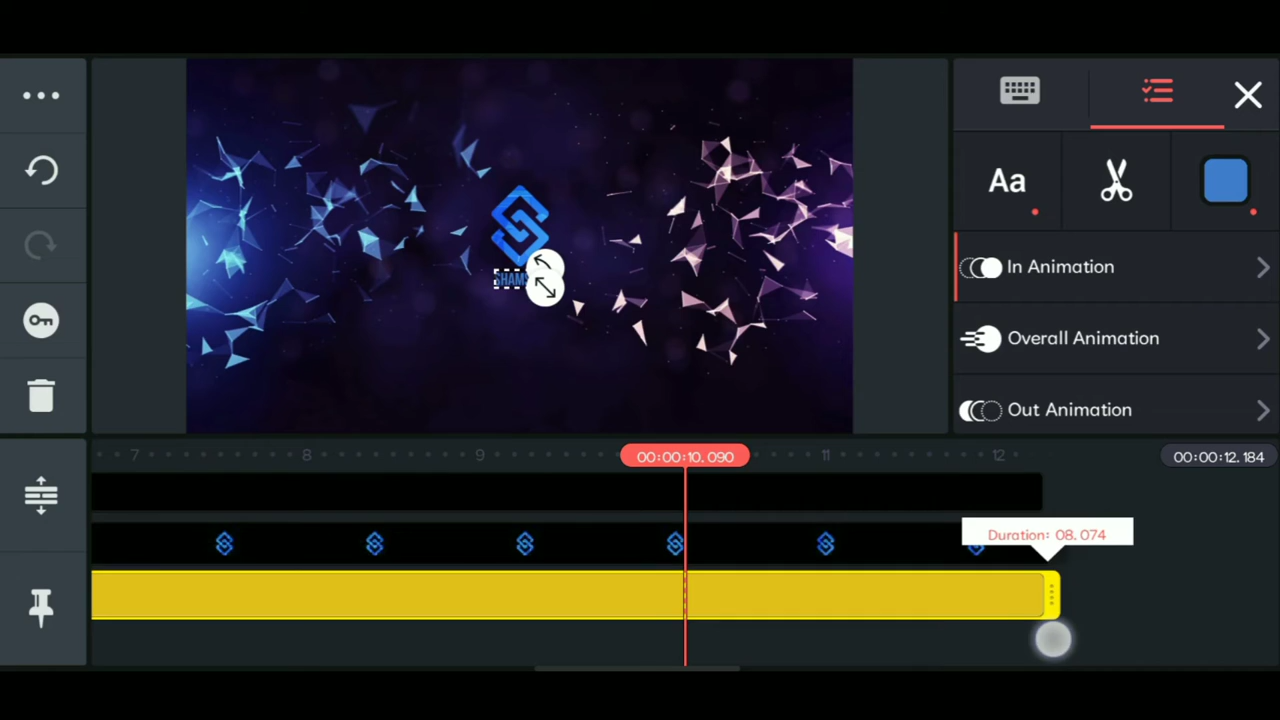 Aa
In Animation
SHAMS
Overall Animation
Out Animation
7 8 9 00:00:10.090 11 12 00:00:12.184
Duration: 08.074